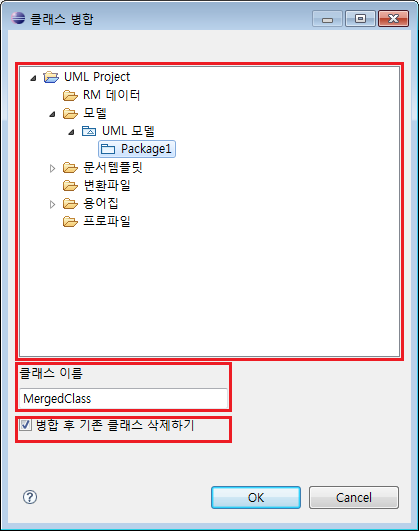 클래스 병합
UML Project
RM 데이터
모델
UML 모델
Package1
문서템플릿
변환파일
용어집
프로파일
클래스 이름
MergedClass
병합 후 기존 클래스 삭제하기
?
OK
Cancel